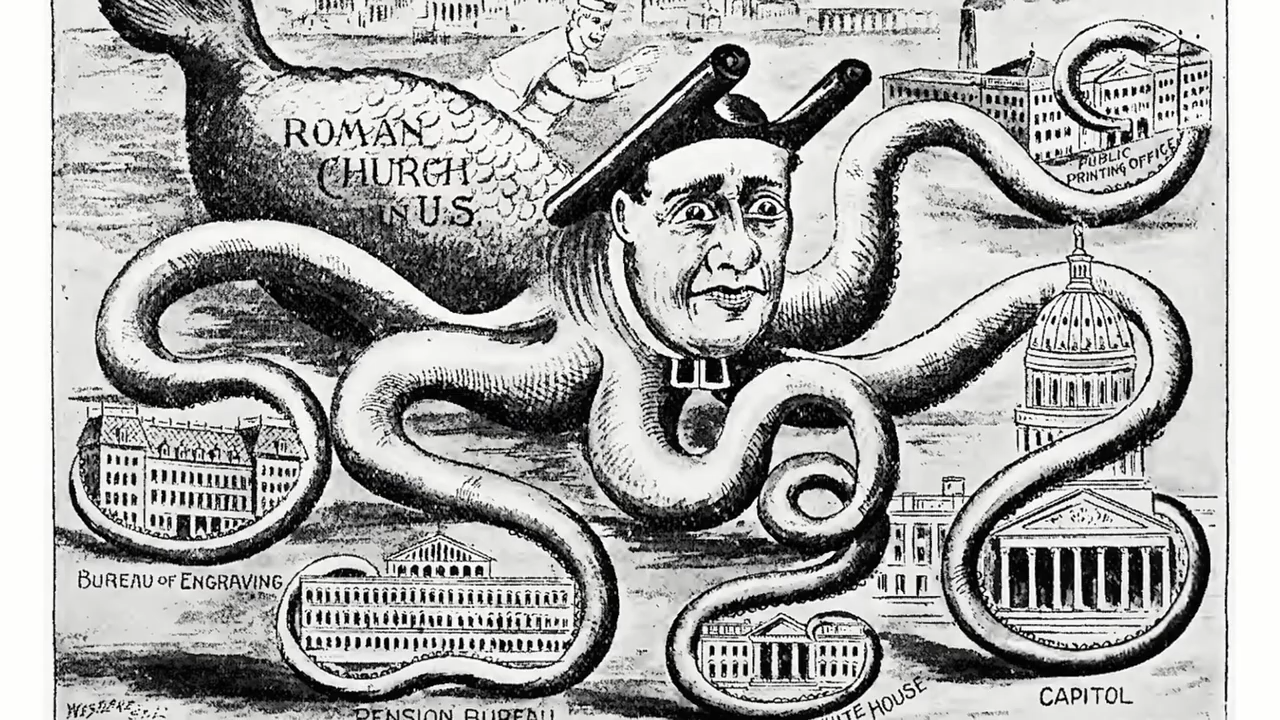 ROMAN
CHURCH
IN U.S.
PUBLIC
PRINTING OFFICE
BUREAU OF ENGRAVING
PENSION BUREAU
WHITE HOUSE
CAPITOL